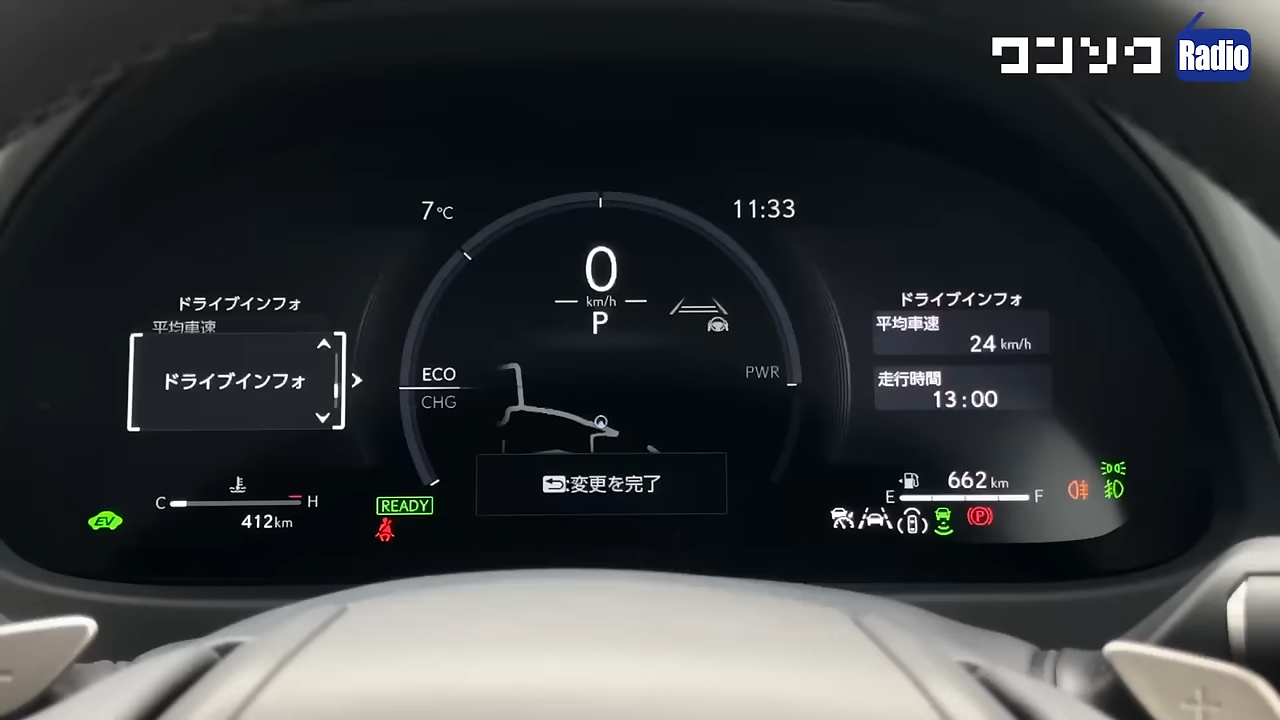 ワンソク Radio
7℃
11:33
0
km/h
P
ドライブインフォ
平均車速
ドライブインフォ
ECO
CHG
PWR
ドライブインフォ
平均車速
24 km/h
走行時間
13:00
:変更を完了
C H
412km
EV
READY
662 km
E F
P